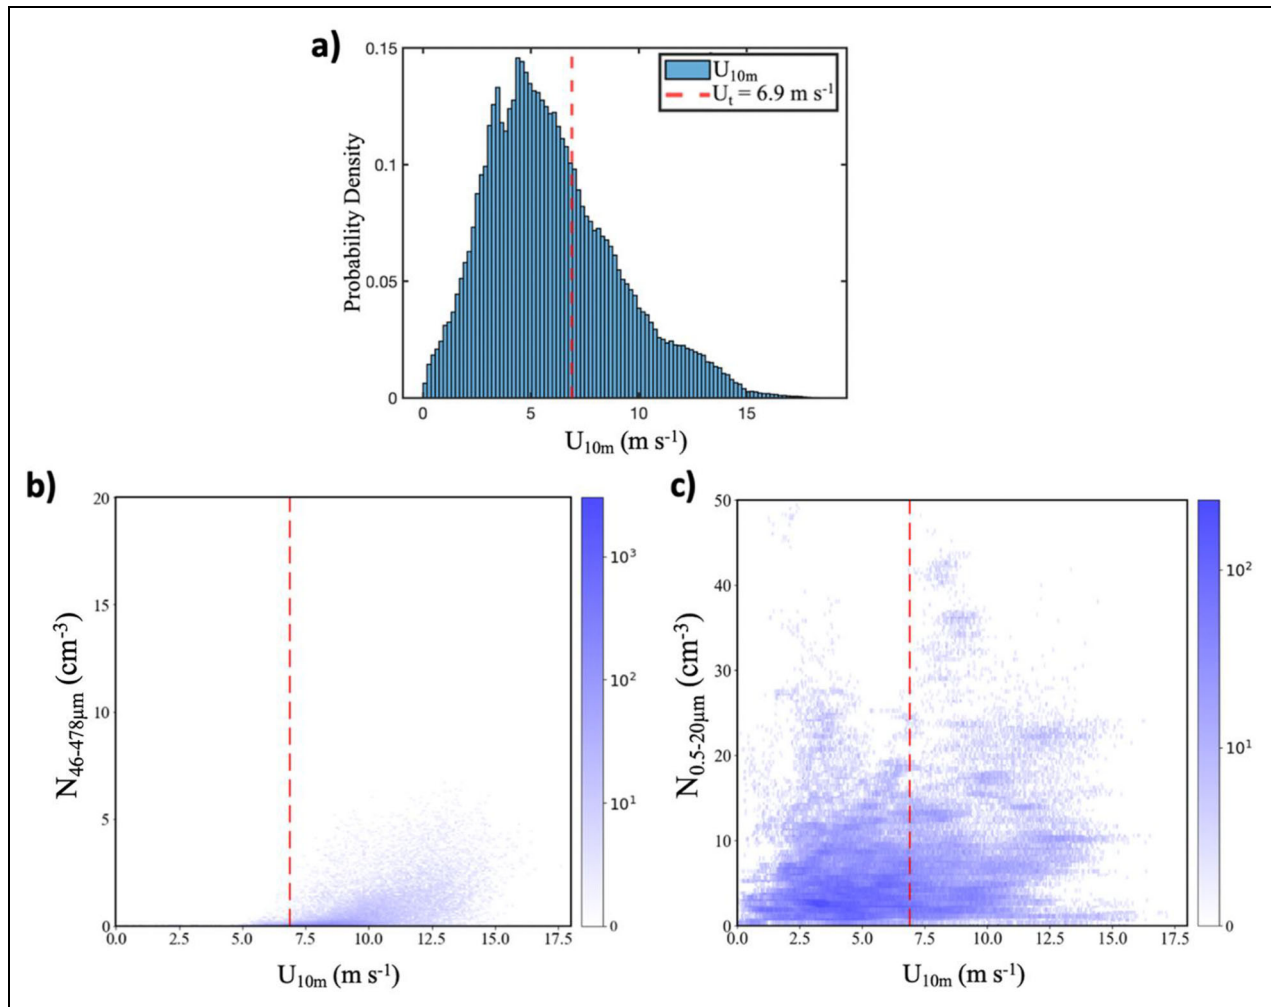 a)
0.15
0.1
0.05
0
Probability Density
U₁₀ₘ
Uₜ = 6.9 m s⁻¹
0 5 10 15
U₁₀ₘ (m s⁻¹)
b)
20
15
10
5
0
N₄₆₋₄₇₈μₘ (cm⁻³)
0.0 2.5 5.0 7.5 10.0 12.5 15.0 17.5
U₁₀ₘ (m s⁻¹)
10³
10²
10¹
0
c)
50
40
30
20
10
0
N₀.₅₋₂₀μₘ (cm⁻³)
0.0 2.5 5.0 7.5 10.0 12.5 15.0 17.5
U₁₀ₘ (m s⁻¹)
10²
10¹
0